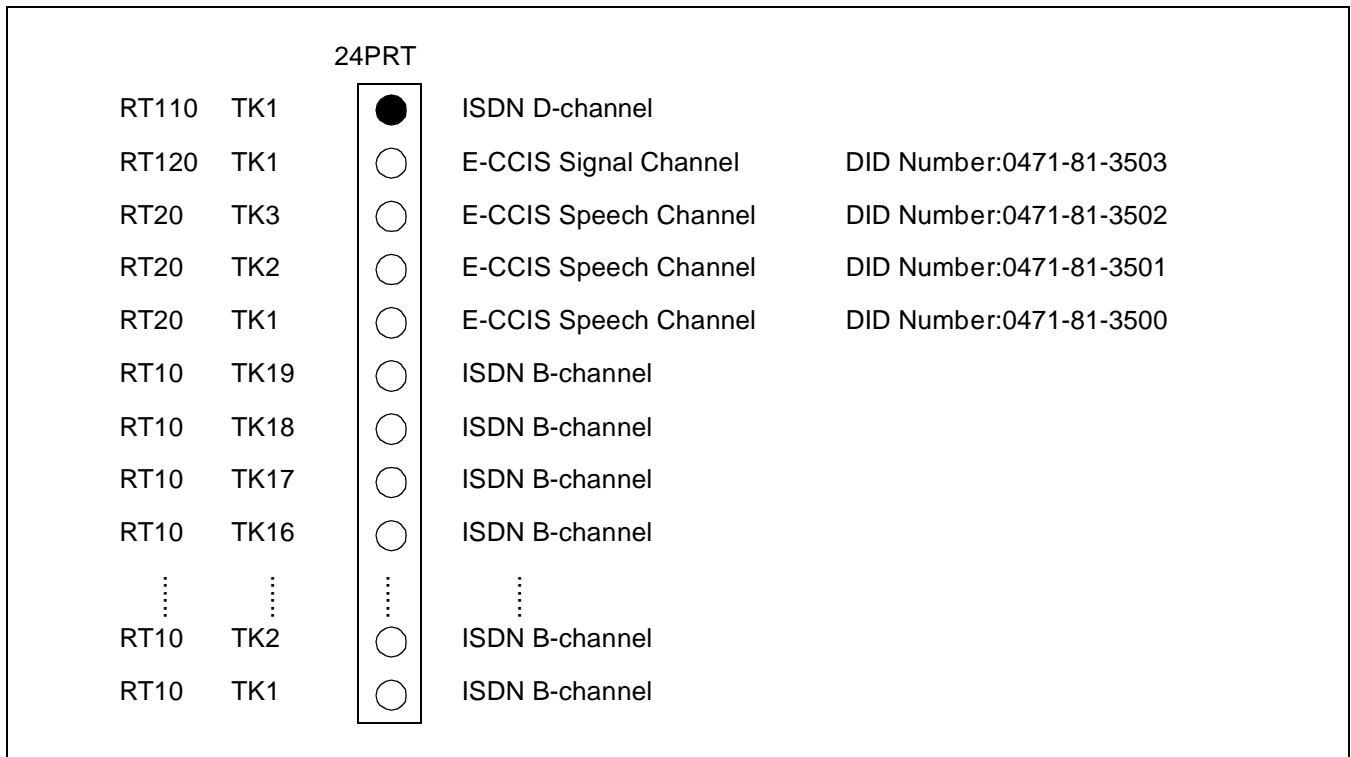 24PRT
RT110 TK1 ISDN D-channel
RT120 TK1 E-CCIS Signal Channel DID Number:0471-81-3503
RT20 TK3 E-CCIS Speech Channel DID Number:0471-81-3502
RT20 TK2 E-CCIS Speech Channel DID Number:0471-81-3501
RT20 TK1 E-CCIS Speech Channel DID Number:0471-81-3500
RT10 TK19 ISDN B-channel
RT10 TK18 ISDN B-channel
RT10 TK17 ISDN B-channel
RT10 TK16 ISDN B-channel
RT10 TK2 ISDN B-channel
RT10 TK1 ISDN B-channel